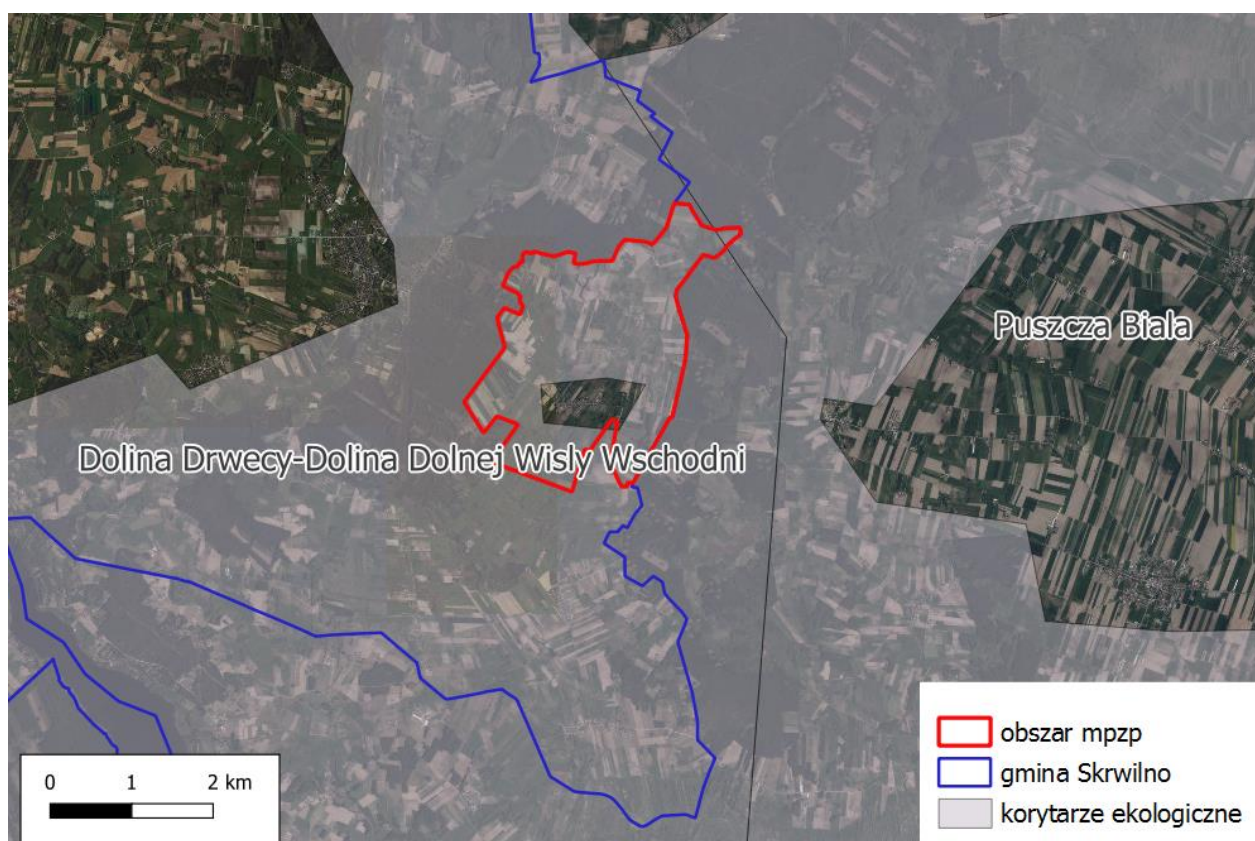 Puszcza Biala
Dolina Drwecy-Dolina Dolnej Wisly Wschodni
0 1 2 km
obszar mpzp
gmina Skrwilno
korytarze ekologiczne